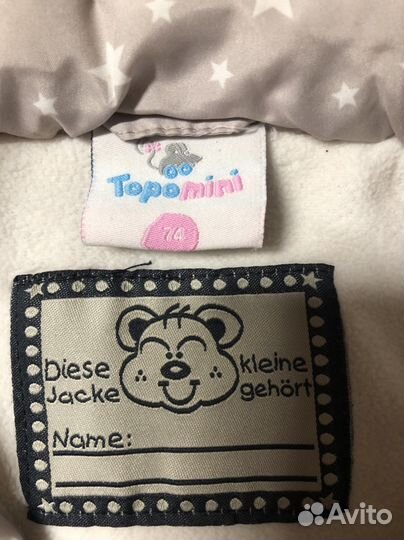 Topomini
74
Diese kleine
Jacke gehört
Name:
Avito